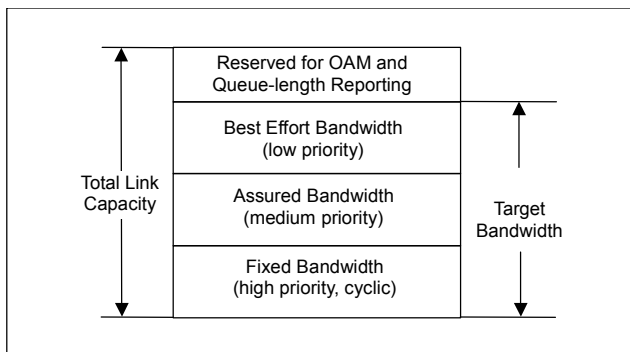 Reserved for OAM and
Queue-length Reporting
Best Effort Bandwidth
(low priority)
Total Link
Capacity
Assured Bandwidth
(medium priority)
Target
Bandwidth
Fixed Bandwidth
(high priority, cyclic)